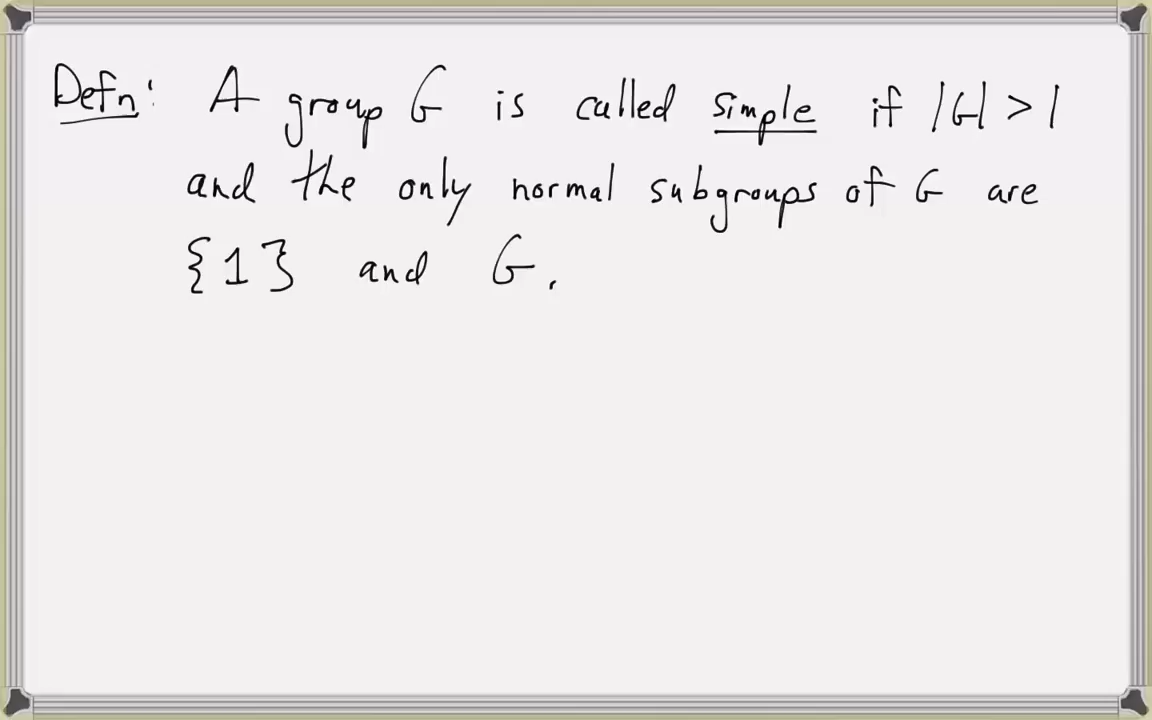 Defn: A group G is called simple if |G| > 1
and the only normal subgroups of G are
{1} and G.